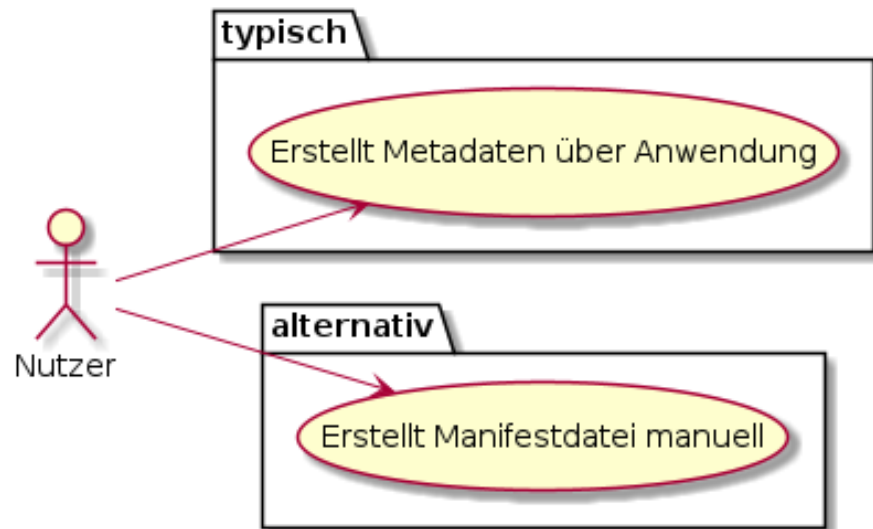 typisch
Erstellt Metadaten über Anwendung
Nutzer
alternativ
Erstellt Manifestdatei manuell